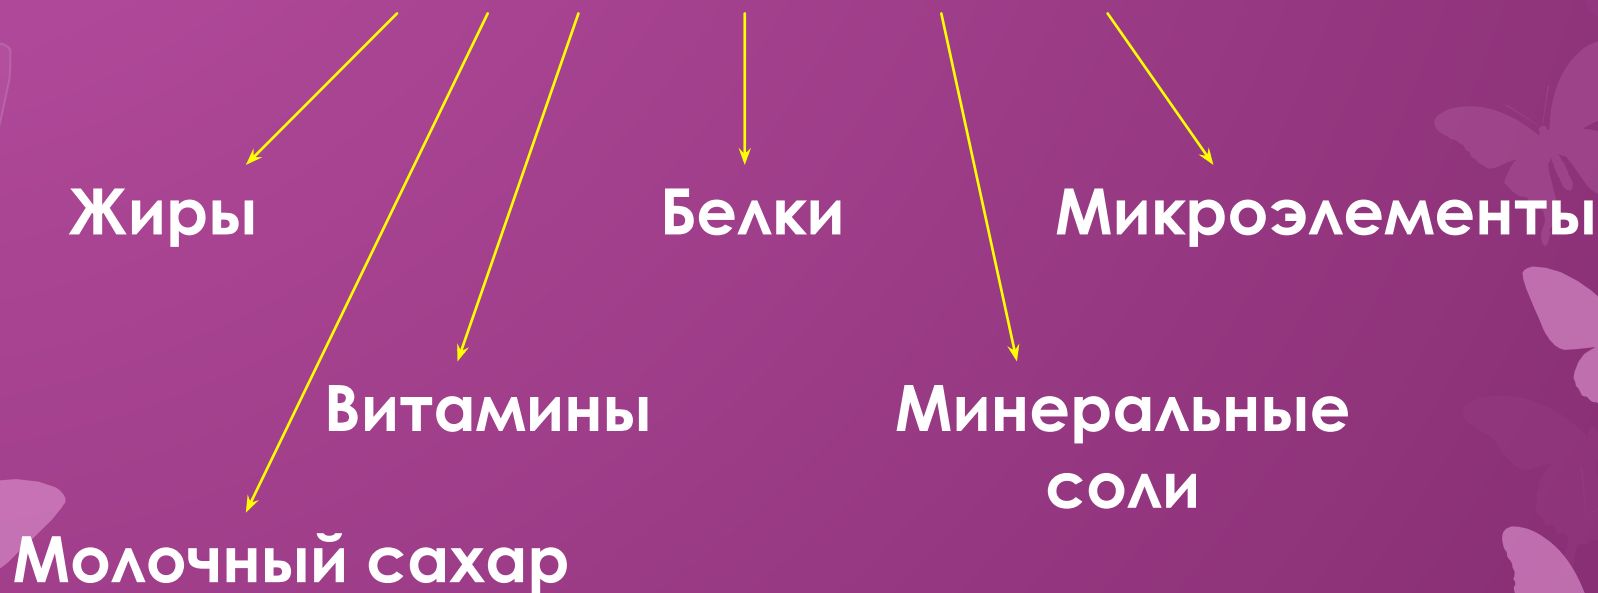 Жиры
Белки
Микроэлементы
Витамины
Минеральные
соли
Молочный сахар